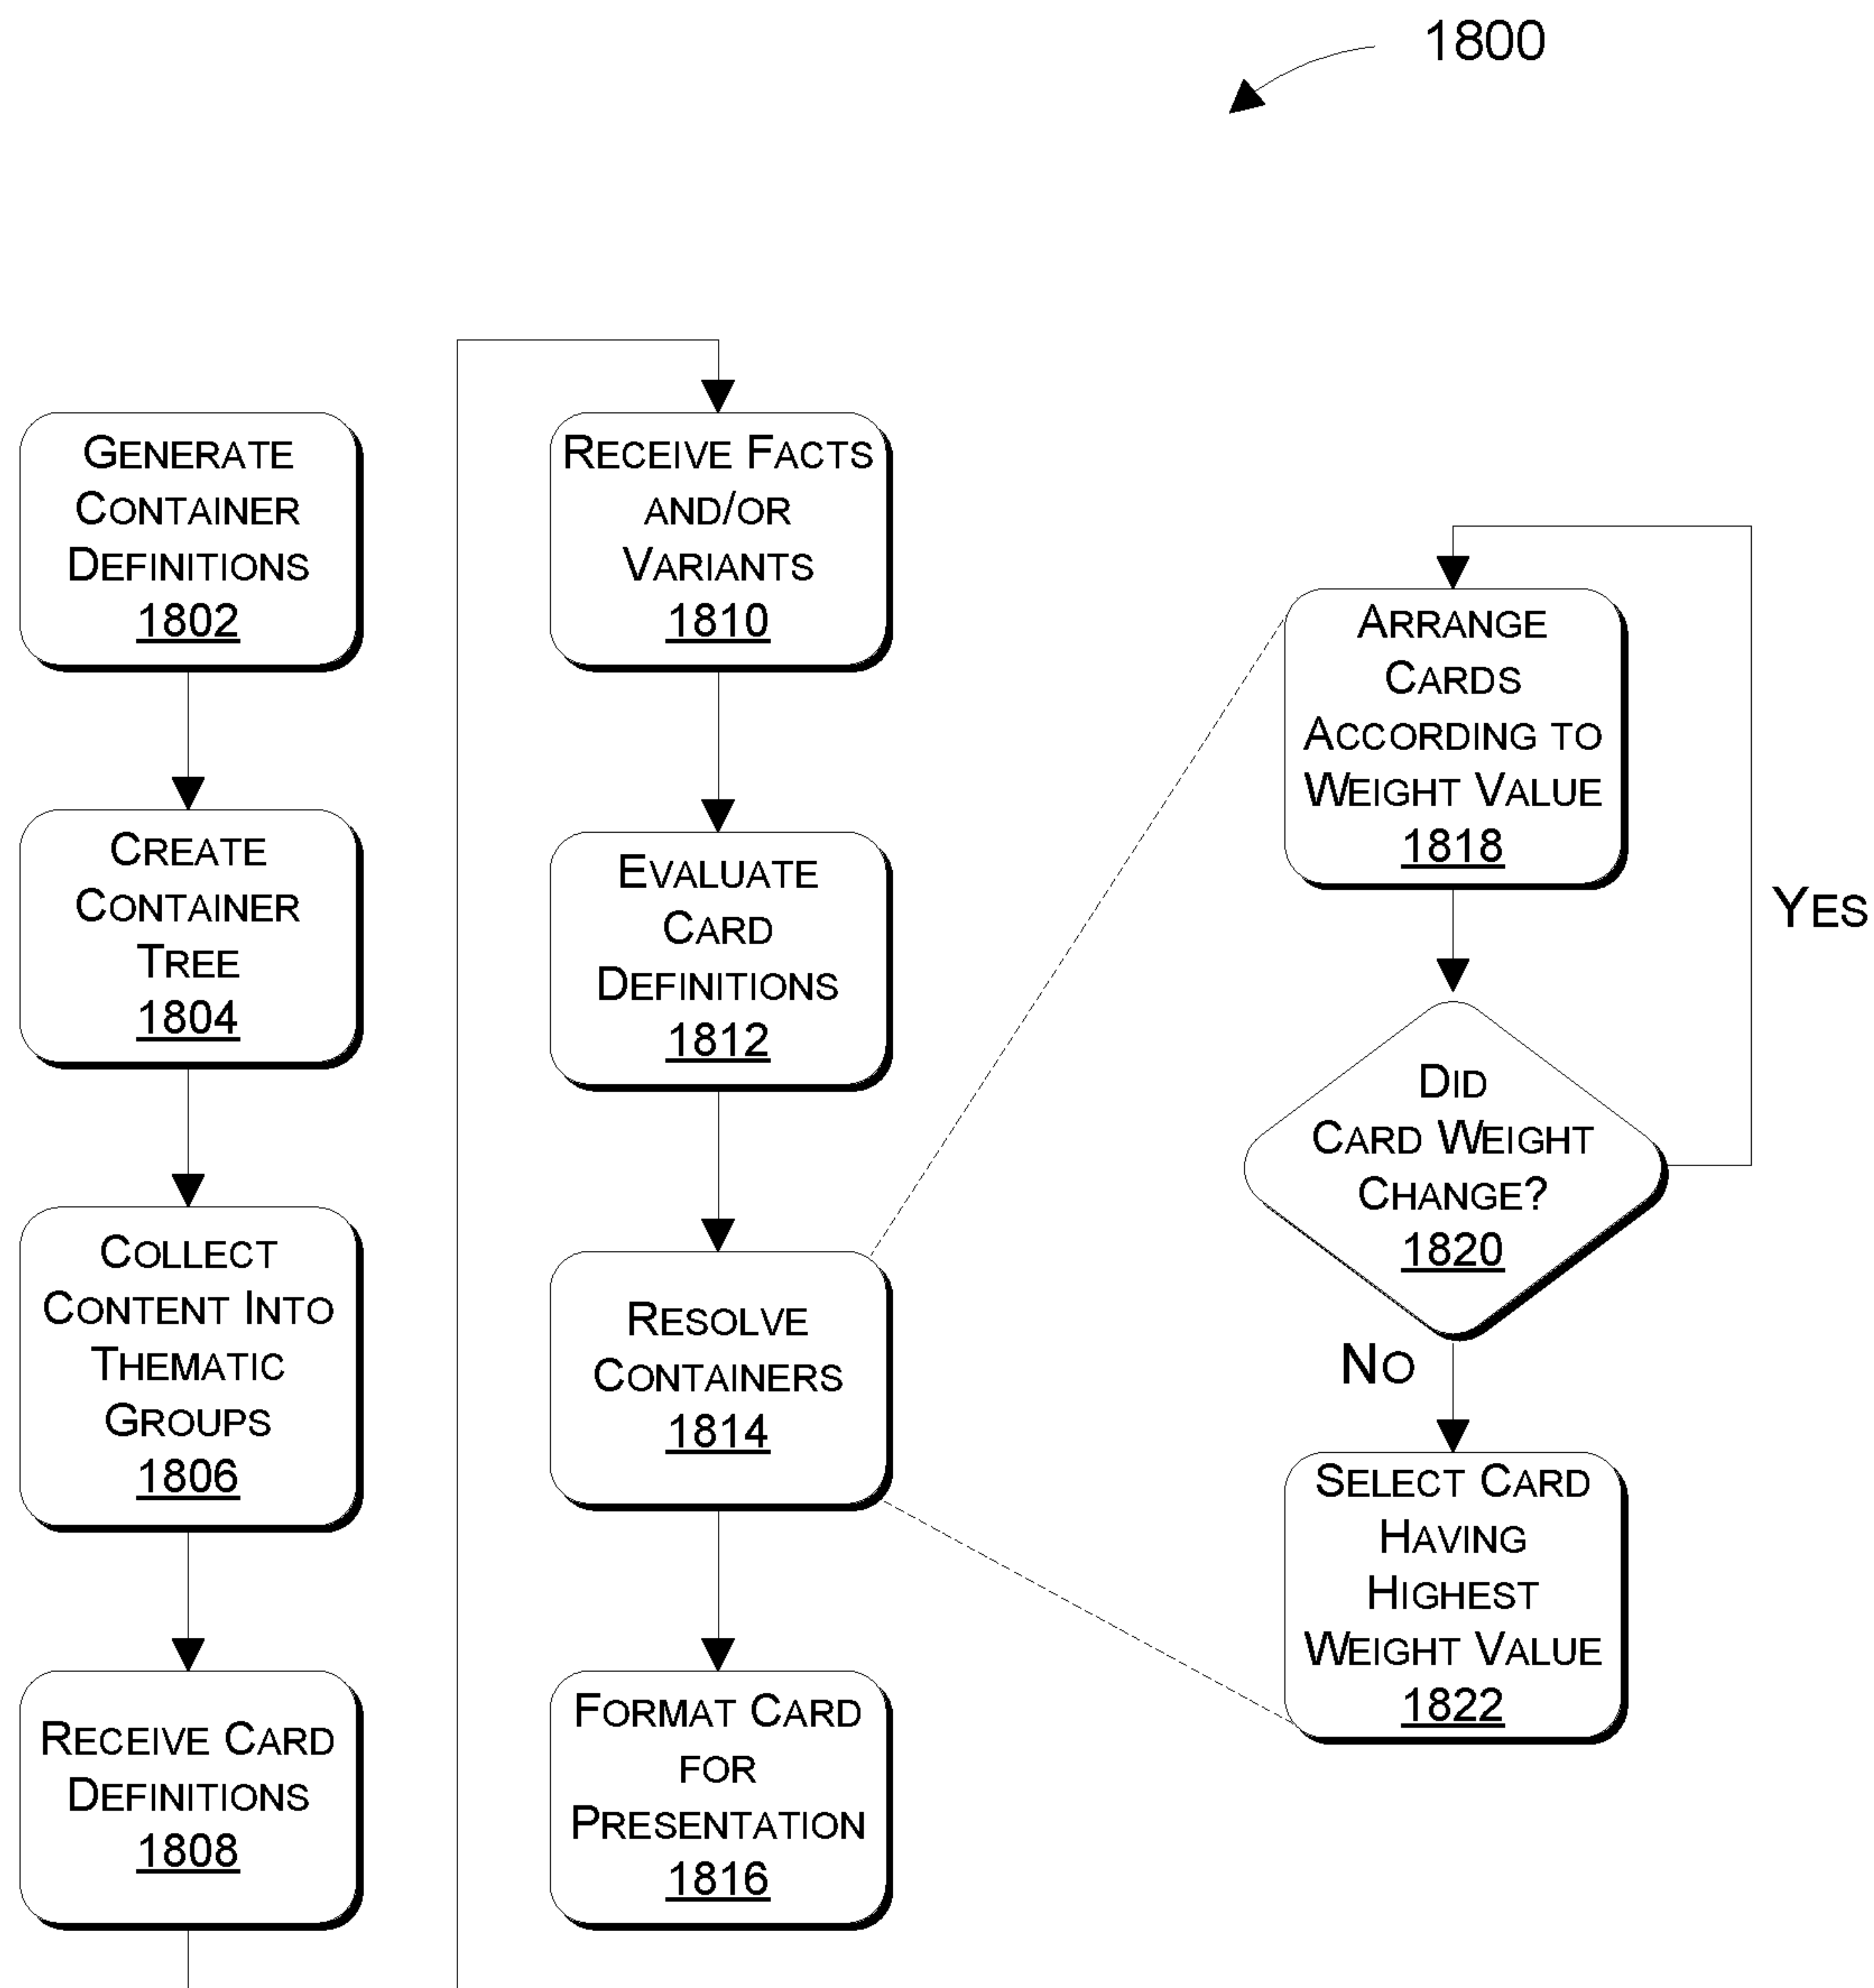 1800
GENERATE
CONTAINER
DEFINITIONS
1802
CREATE
CONTAINER
TREE
1804
COLLECT
CONTENT INTO
THEMATIC
GROUPS
1806
RECEIVE CARD
DEFINITIONS
1808
RECEIVE FACTS
AND/OR
VARIANTS
1810
EVALUATE
CARD
DEFINITIONS
1812
RESOLVE
CONTAINERS
1814
FORMAT CARD
FOR
PRESENTATION
1816
ARRANGE
CARDS
ACCORDING TO
WEIGHT VALUE
1818
YES
DID
CARD WEIGHT
CHANGE?
1820
NO
SELECT CARD
HAVING
HIGHEST
WEIGHT VALUE
1822